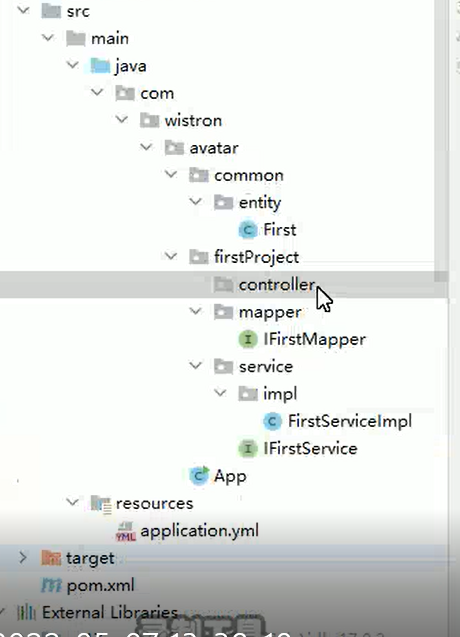 src
main
java
com
wistron
avatar
common
entity
C First
firstProject
controller
mapper
I IFirstMapper
service
impl
C FirstServiceImpl
I IFirstService
C App
resources
YML application.yml
target
m pom.xml
External Libraries